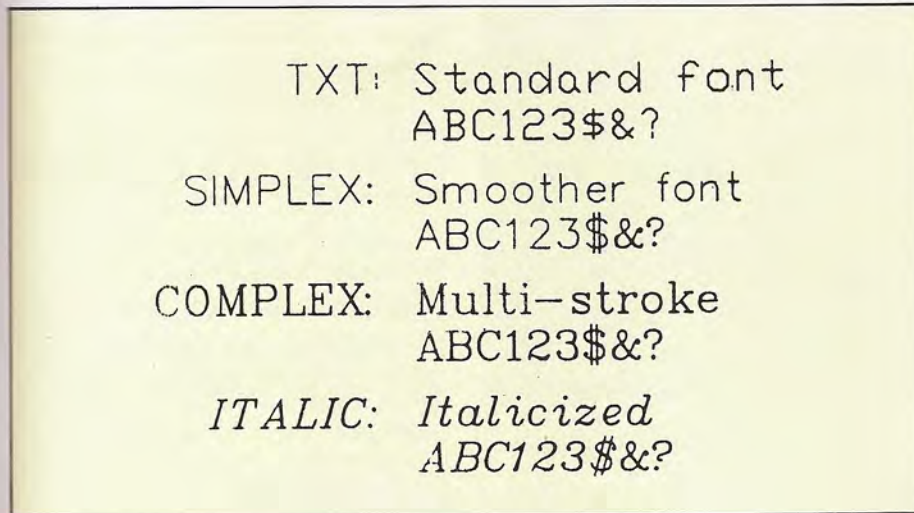 TXT: Standard font
ABC123$&?
SIMPLEX: Smoother font
ABC123$&?
COMPLEX: Multi-stroke
ABC123$&?
ITALIC: Italicized
ABC123$&?